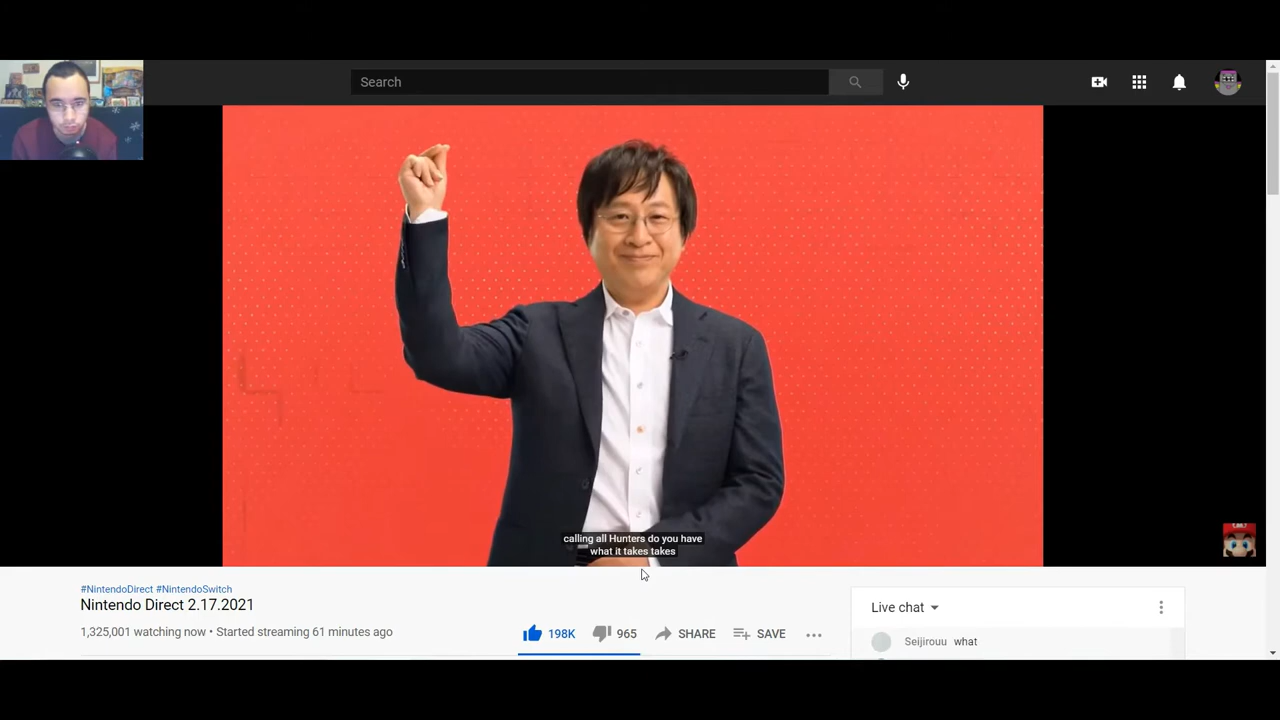 Search
calling all Hunters do you have
what it takes takes
#NintendoDirect #NintendoSwitch
Nintendo Direct 2.17.2021
1,325,001 watching now • Started streaming 61 minutes ago
198K
965
SHARE
SAVE
Live chat
Seijirouu what